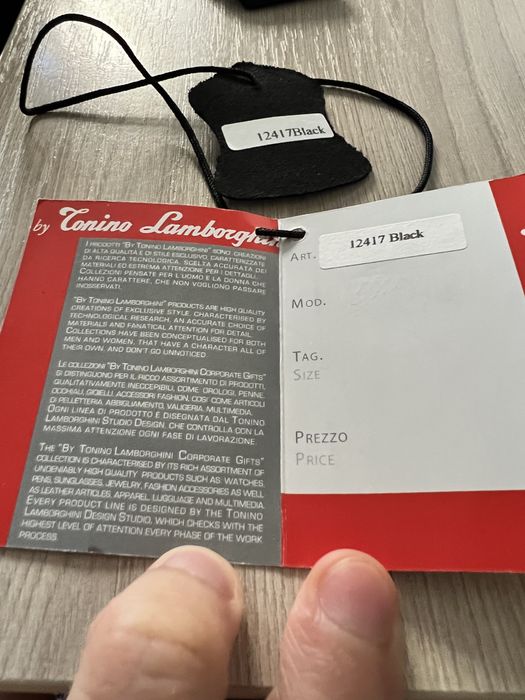 12417Black
by Tonino Lamborghini
I PRODOTTI "BY TONINO LAMBORGHINI" SONO CREAZIONI
DI ALTA QUALITÀ E DI STILE ESCLUSIVO, CARATTERIZZATE
DA RICERCA TECNOLOGICA, SCELTA ACCURATA DEI
MATERIALI ED ESTREMA ATTENZIONE PER I DETTAGLI.
COLLEZIONI PENSATE PER L'UOMO E LA DONNA CHE
HANNO CARATTERE, CHE NON VOGLIONO PASSARE
INOSSERVATI.
"BY TONINO LAMBORGHINI" PRODUCTS ARE HIGH QUALITY
CREATIONS OF EXCLUSIVE STYLE, CHARACTERISED BY
TECHNOLOGICAL RESEARCH, AN ACCURATE CHOICE OF
MATERIALS AND FANATICAL ATTENTION FOR DETAIL.
COLLECTIONS HAVE BEEN CONCEPTUALISED FOR BOTH
MEN AND WOMEN, THAT HAVE A CHARACTER ALL OF
THEIR OWN, AND DON'T GO UNNOTICED.
LE COLLEZIONI "BY TONINO LAMBORGHINI CORPORATE GIFTS"
SI DISTINGUONO PER IL RICCO ASSORTIMENTO DI PRODOTTI,
QUALITATIVAMENTE INECCEPIBILI, COME OROLOGI, PENNE,
OCCHIALI, GIOIELLI, ACCESSORI FASHION, COSI' COME ARTICOLI
DI PELLETTERIA, ABBIGLIAMENTO, VALIGERIA, MULTIMEDIA.
OGNI LINEA DI PRODOTTO È DISEGNATA DAL TONINO
LAMBORGHINI STUDIO DESIGN, CHE CONTROLLA CON LA
MASSIMA ATTENZIONE OGNI FASE DI LAVORAZIONE.
THE "BY TONINO LAMBORGHINI CORPORATE GIFTS"
COLLECTION IS CHARACTERISED BY ITS RICH ASSORTMENT OF
UNDENIABLY HIGH QUALITY PRODUCTS SUCH AS WATCHES,
PENS, SUNGLASSES, JEWELRY, FASHION ACCESSORIES AS WELL
AS LEATHER ARTICLES, APPAREL, LUGGUAGE AND MULTIMEDIA.
EVERY PRODUCT LINE IS DESIGNED BY THE TONINO
LAMBORGHINI DESIGN STUDIO, WHICH CHECKS WITH THE
HIGHEST LEVEL OF ATTENTION EVERY PHASE OF THE WORK
PROCESS.
ART. 12417 Black
MOD.
TAG.
SIZE
PREZZO
PRICE